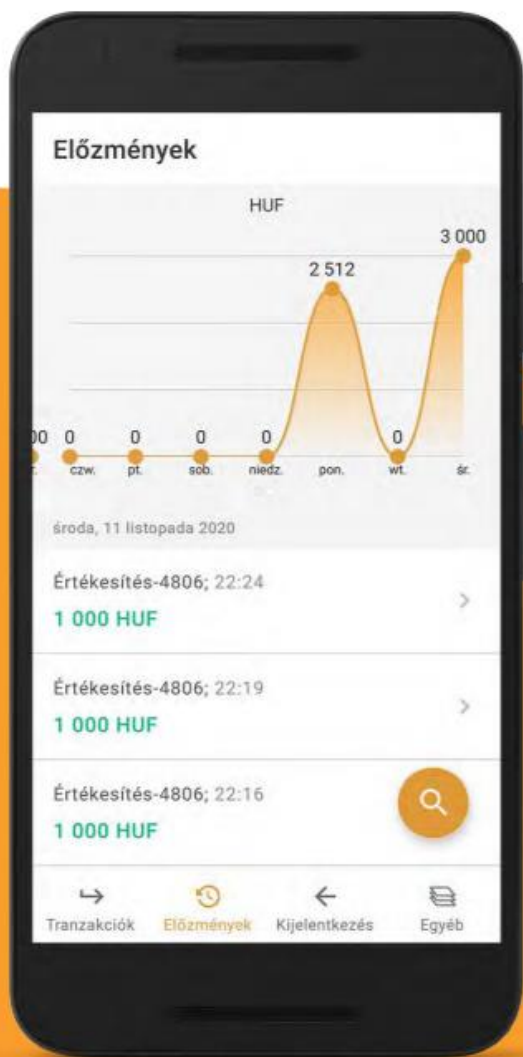 Előzmények
HUF
3 000
2 512
00 0 0 0 0 0
r. czw. pt. sob. niedz. pon. wt. śr.
środa, 11 listopada 2020
Értékesítés-4806; 22:24
1 000 HUF
Értékesítés-4806; 22:19
1 000 HUF
Értékesítés-4806; 22:16
1 000 HUF
Tranzakciók Előzmények Kijelentkezés Egyéb